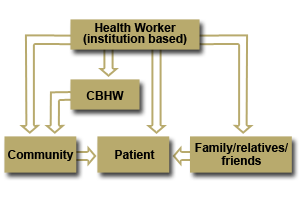 Health Worker
(institution based)
CBHW
Community
Patient
Family/relatives/
friends